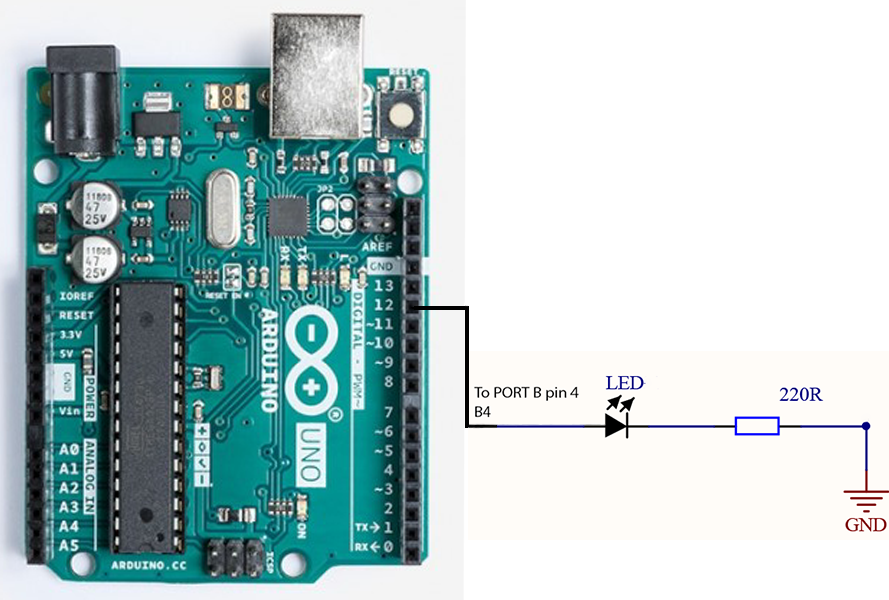 RESET
11808
47
25V
JP2
11808
47
25V
RX
TX
L
AREF
GND
13
12
~11
~10
~9
8
7
~6
~5
4
~3
2
TX→1
RX←0
DIGITAL - PWM~
RESET EN
IOREF
RESET
3.3V
5V
GND
Vin
POWER
A0
A1
A2
A3
A4
A5
ANALOG IN
ARDUINO
®
UNO
ON
ICSP
ARDUINO.CC
To PORT B pin 4
B4
LED
220R
GND